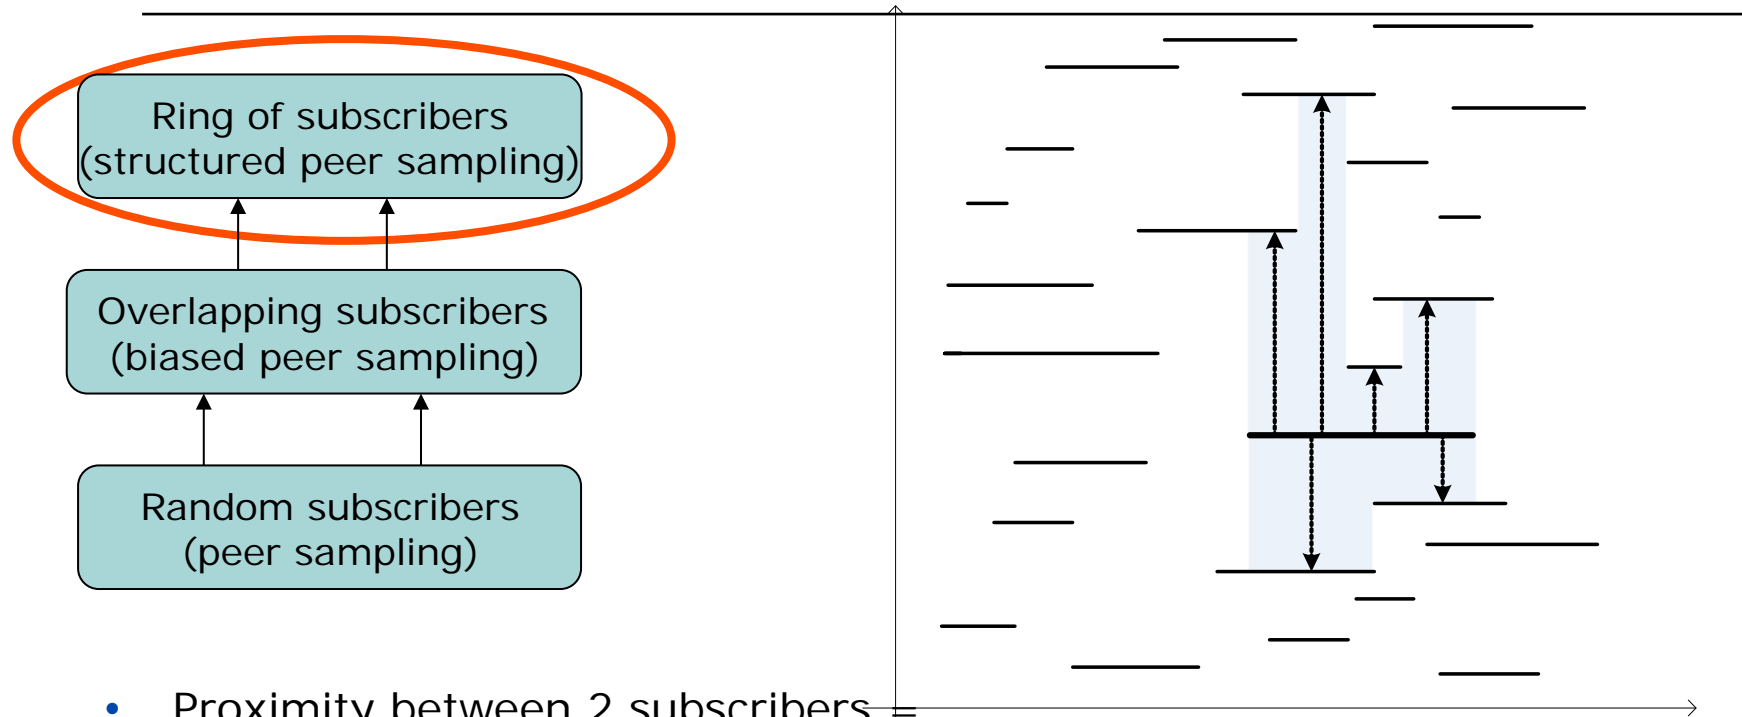 Ring of subscribers
(structured peer sampling)
Overlapping subscribers
(biased peer sampling)
Random subscribers
(peer sampling)
• Proximity between 2 subscribers =